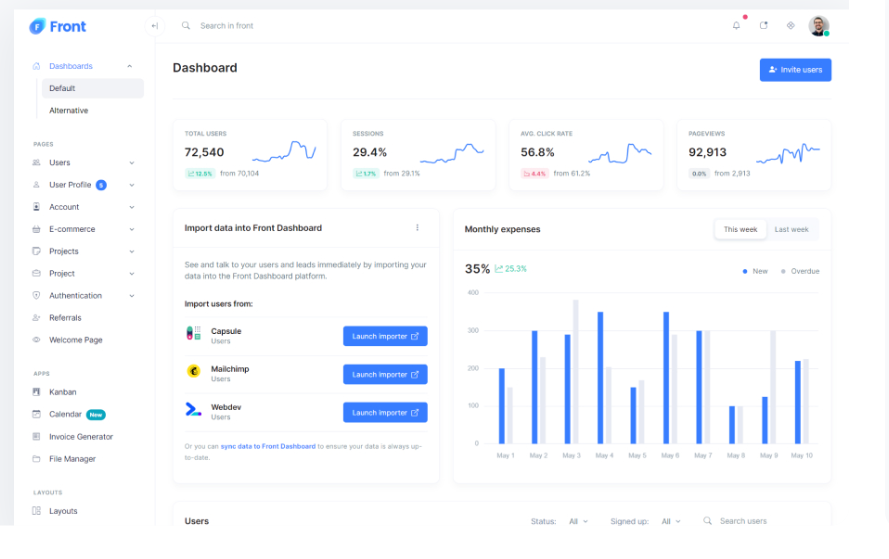 Front
Search in front
Dashboards
Default
Alternative
PAGES
Users
User Profile 5
Account
E-commerce
Projects
Project
Authentication
Referrals
Welcome Page
APPS
Kanban
Calendar New
Invoice Generator
File Manager
LAYOUTS
Layouts
Dashboard
Invite users
TOTAL USERS
72,540
12.5% from 70,104
SESSIONS
29.4%
1.7% from 29.1%
AVG. CLICK RATE
56.8%
4.4% from 61.2%
PAGEVIEWS
92,913
0.0% from 2,913
Import data into Front Dashboard
See and talk to your users and leads immediately by importing your
data into the Front Dashboard platform.
Import users from:
Capsule
Users
Launch importer
Mailchimp
Users
Launch importer
Webdev
Users
Launch importer
Or you can sync data to Front Dashboard to ensure your data is always up-
to-date.
Monthly expenses
This week Last week
35% 25.3%
New Overdue
400
300
200
100
0
May 1 May 2 May 3 May 4 May 5 May 6 May 7 May 8 May 9 May 10
Users
Status: All Signed up: All Search users